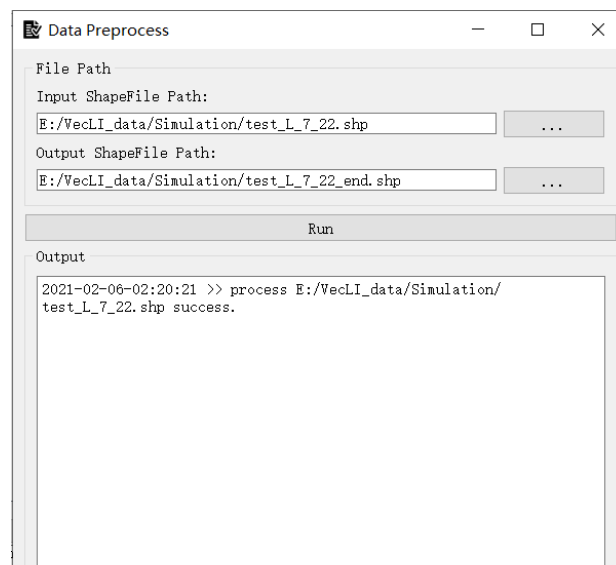 Data Preprocess
File Path
Input ShapeFile Path:
E:/VecLI_data/Simulation/test_L_7_22.shp
...
Output ShapeFile Path:
E:/VecLI_data/Simulation/test_L_7_22_end.shp
...
Run
Output
2021-02-06-02:20:21 >> process E:/VecLI_data/Simulation/
test_L_7_22.shp success.